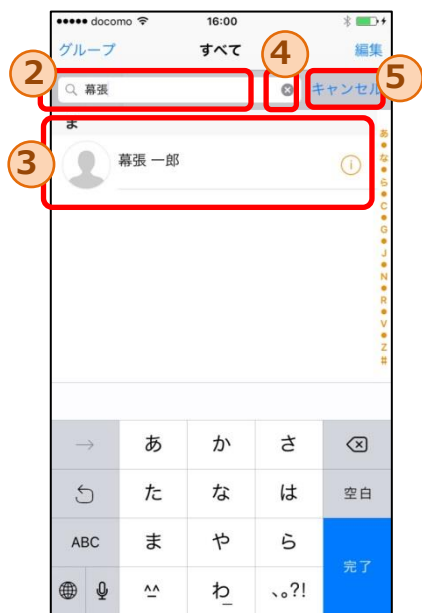 docomo 16:00
グループ すべて 編集
② ④ ⑤
幕張 キャンセル
ま
③
幕張 一郎
あ
な
ら
C
G
J
N
R
V
Z
#
→ あ か さ
た な は 空白
ABC ま や ら 完了
^^ わ_ 、。?!